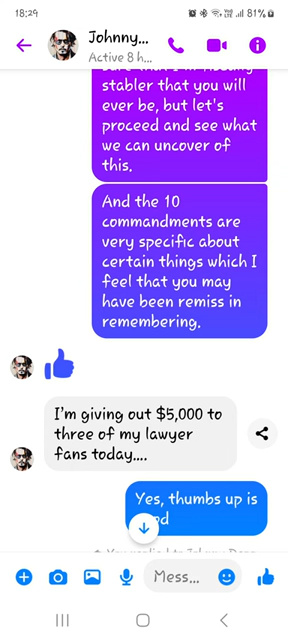 18:29
81%
Johnny...
Active 8 h...
stabler that you will
ever be, but let's
proceed and see what
we can uncover of
this.
And the 10
commandments are
very specific about
certain things which I
feel that you may
have been remiss in
remembering.
I'm giving out $5,000 to
three of my lawyer
fans today....
Yes, thumbs up is
Mess...